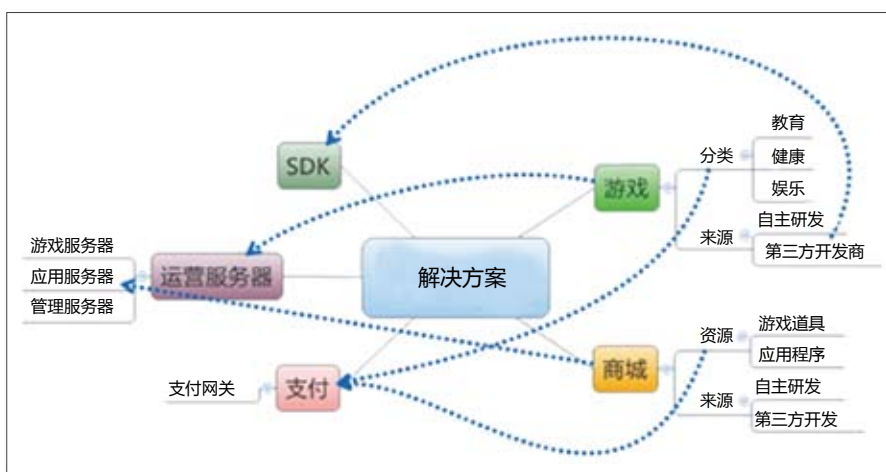 解决方案
SDK
运营服务器
游戏服务器
应用服务器
管理服务器
支付
支付网关
游戏
分类
教育
健康
娱乐
来源
自主研发
第三方开发商
商城
资源
游戏道具
应用程序
来源
自主研发
第三方开发